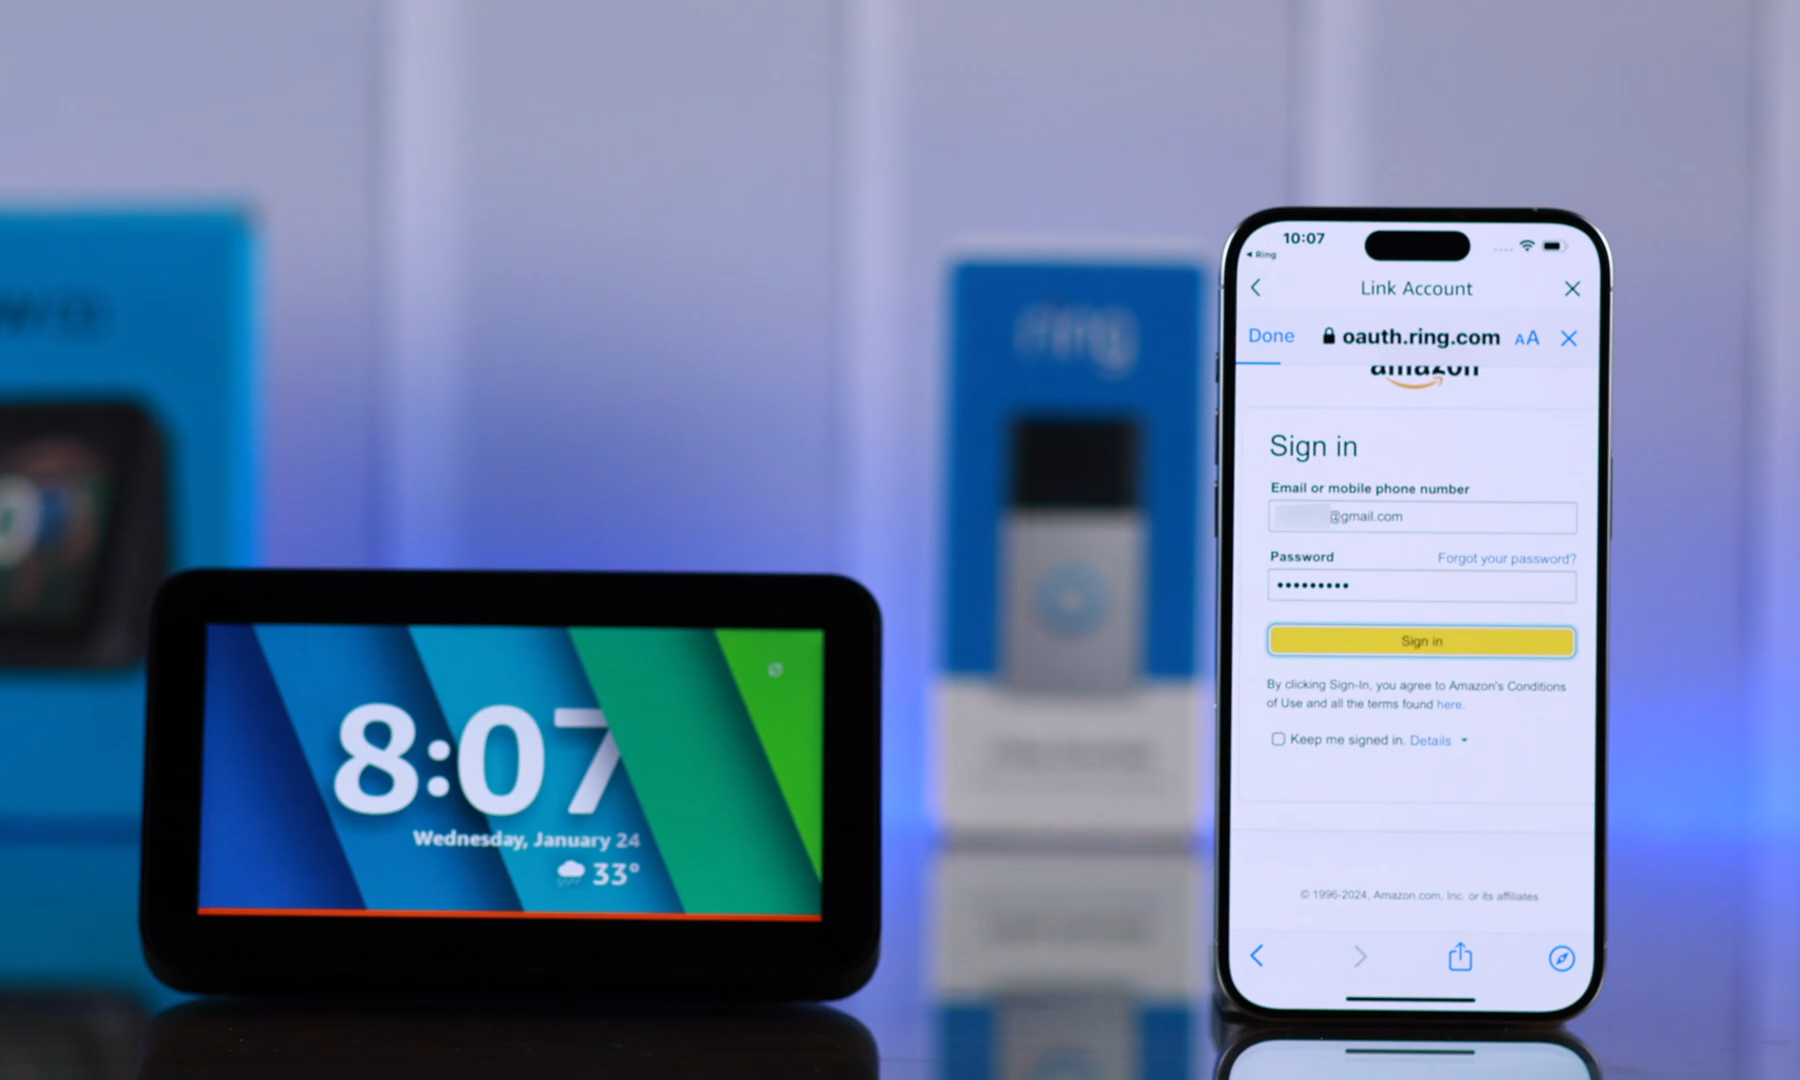 ring
8:07
Wednesday, January 24
33°
10:07
Ring
Link Account
Done oauth.ring.com AA
amazon
Sign in
Email or mobile phone number
@gmail.com
Password Forgot your password?
Sign in
By clicking Sign-In, you agree to Amazon's Conditions
of Use and all the terms found here.
Keep me signed in. Details
© 1996-2024, Amazon.com, Inc. or its affiliates